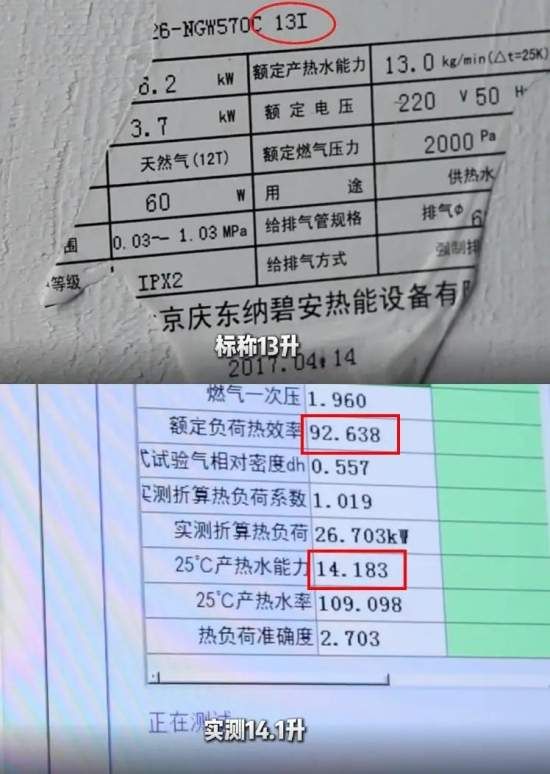 26-NGW570C 13I
6.2 kW 额定产热水能力 13.0 kg/min(△t=25K)
3.7 kW 额定电压 220 V 50 H
天然气(12T) 额定燃气压力 2000 Pa
60 W 用途 供热水
围 0.03—1.03 MPa 给排气管规格 排气Φ 6
等级 IPX2 给排气方式 强制排
京庆东纳碧安热能设备有限
标称13升
2017.04.14
燃气一次压 1.960
额定负荷热效率 92.638
式试验气相对密度dh 0.557
实测折算热负荷系数 1.019
实测折算热负荷 26.703kW
25℃产热水能力 14.183
25℃产热水率 109.098
热负荷准确度 2.703
正在测试
实测14.1升